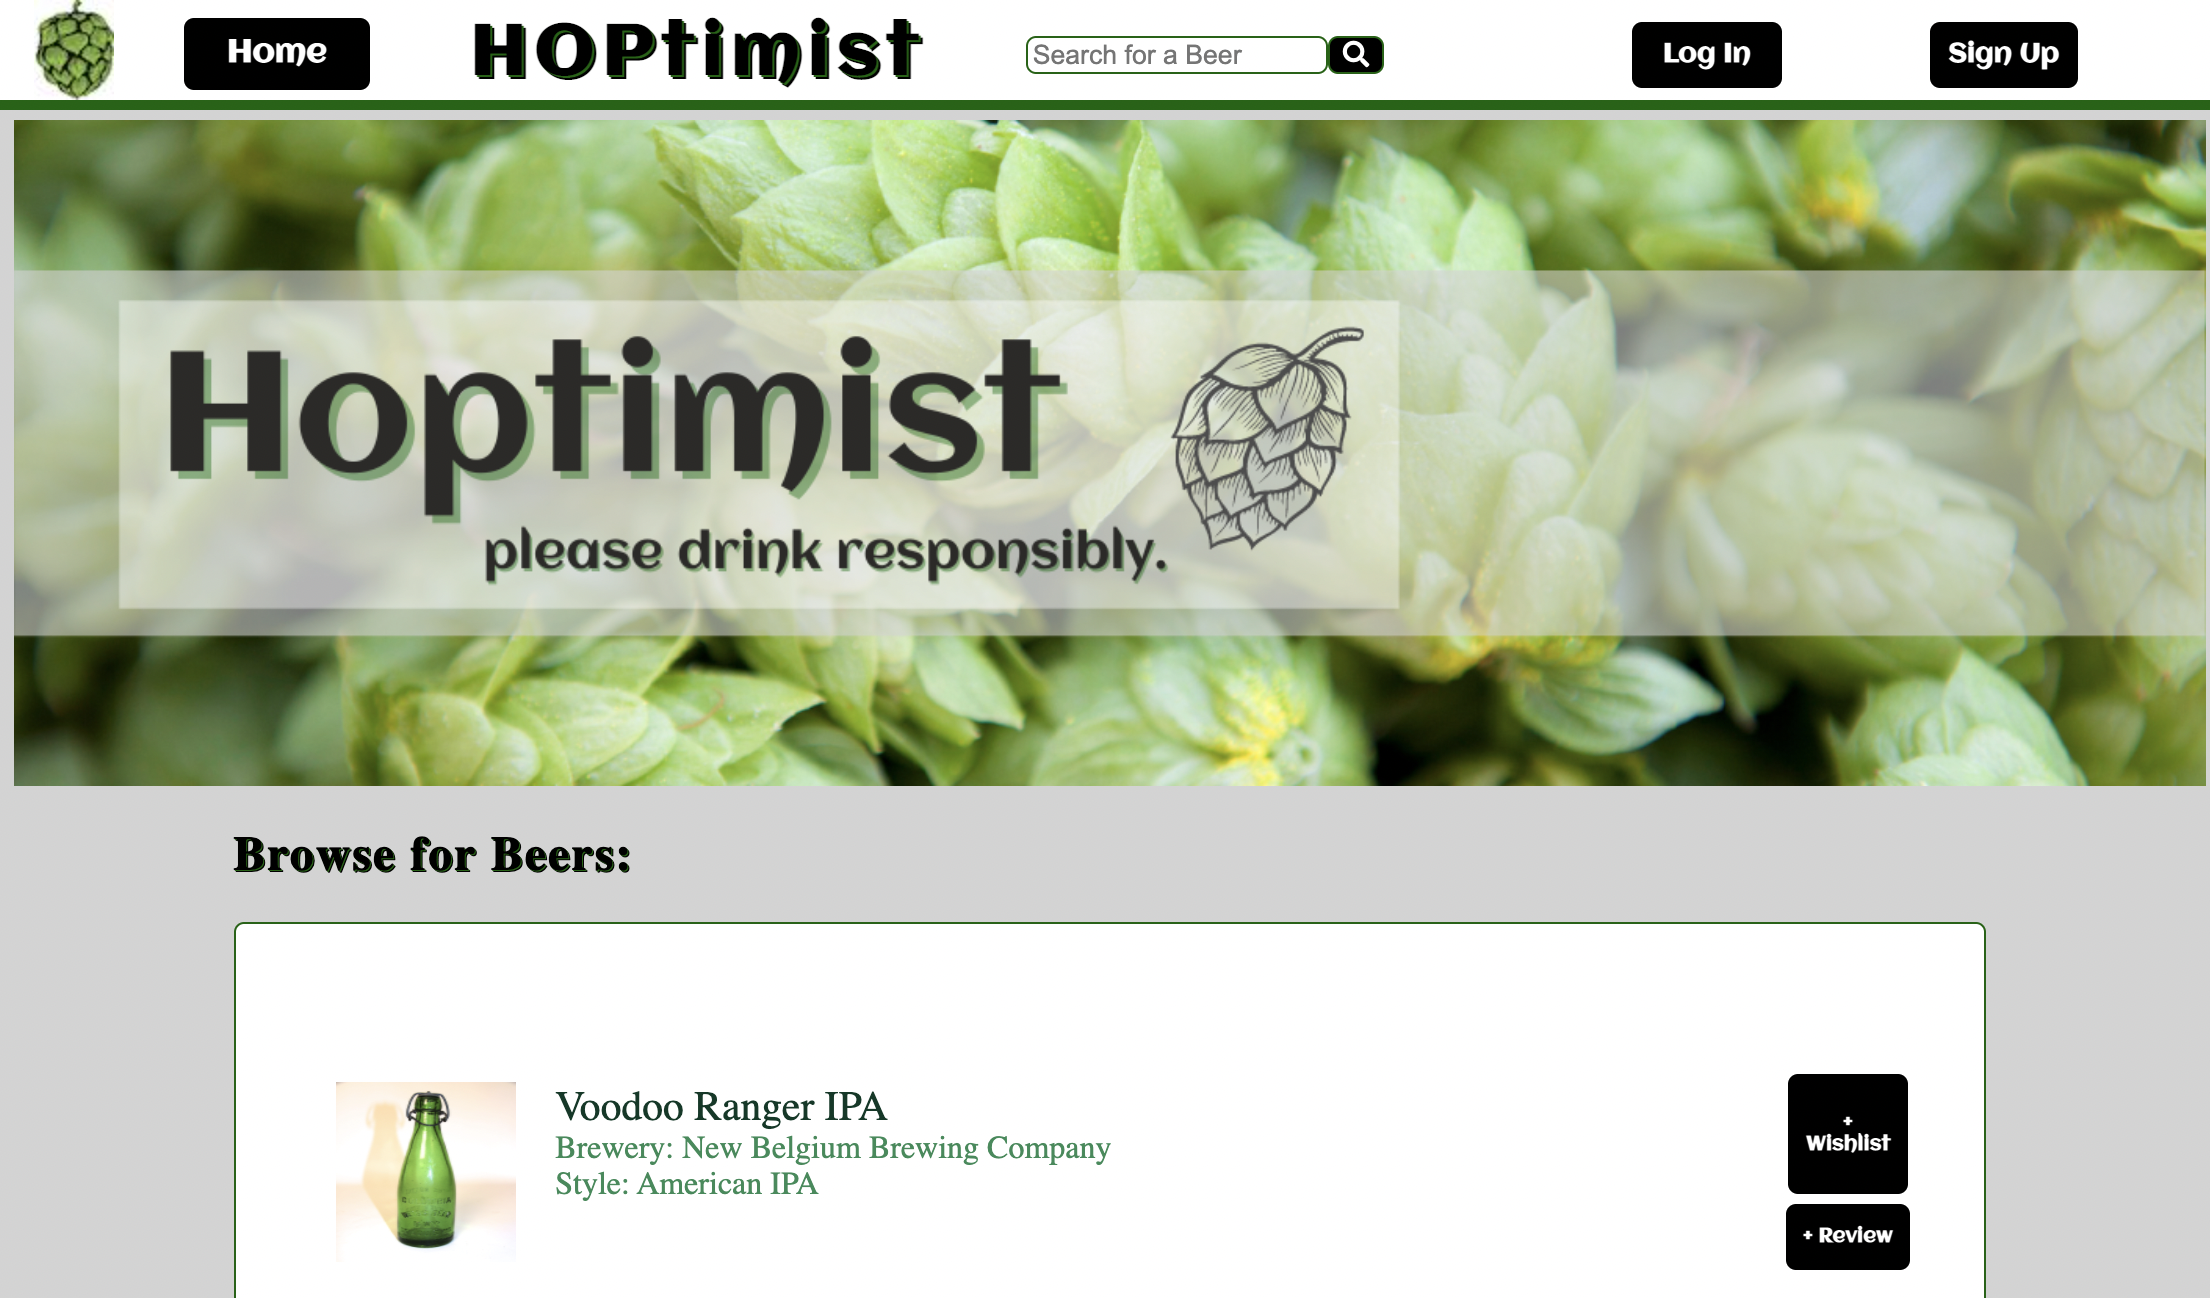 Home
HOPtimist
Search for a Beer
Log In
Sign Up
Hoptimist
please drink responsibly.
Browse for Beers:
Voodoo Ranger IPA
Brewery: New Belgium Brewing Company
Style: American IPA
+
Wishlist
+ Review